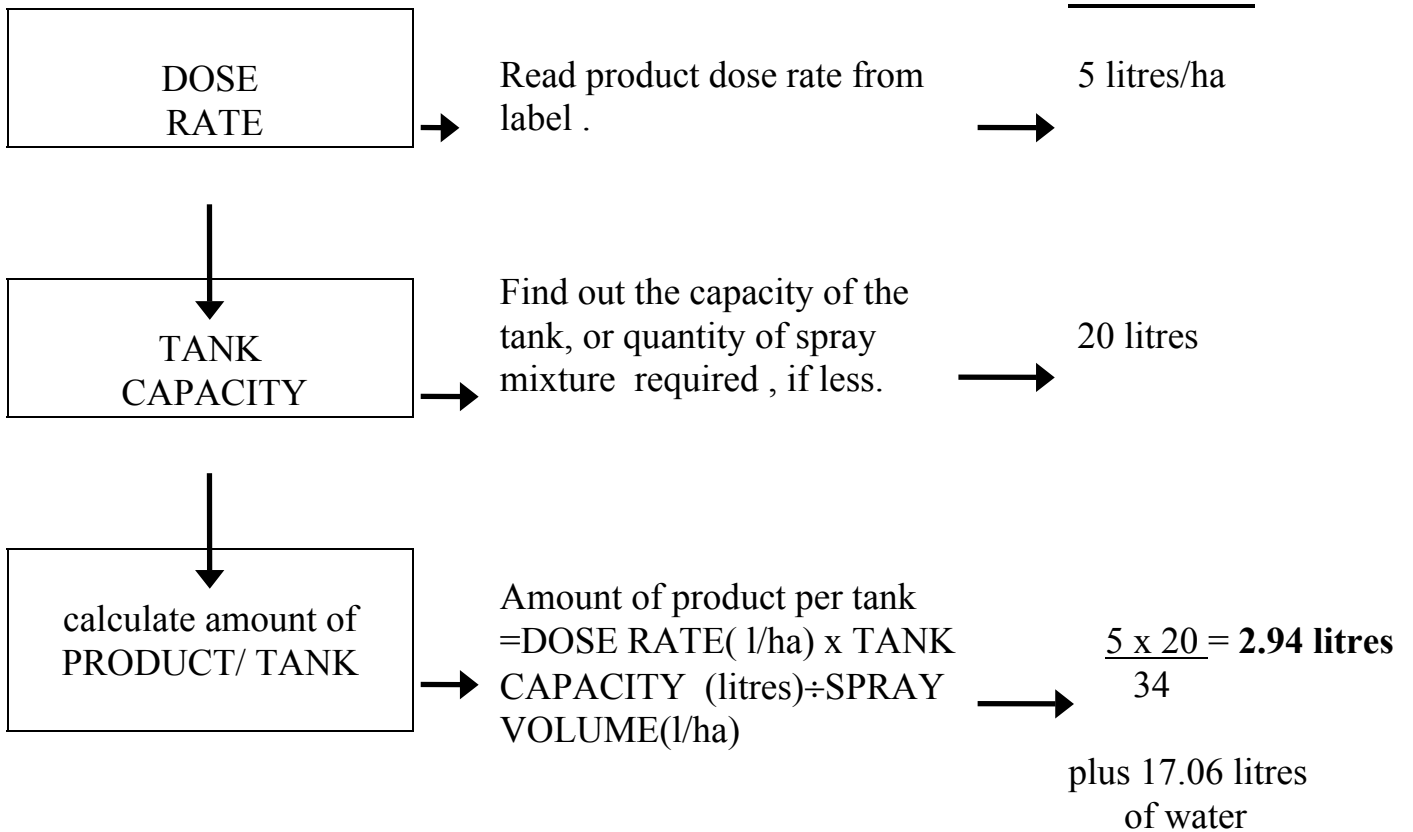 DOSE
RATE
Read product dose rate from
label .
5 litres/ha
TANK
CAPACITY
Find out the capacity of the
tank, or quantity of spray
mixture  required , if less.
20 litres
calculate amount of
PRODUCT/ TANK
Amount of product per tank
=DOSE RATE( l/ha) x TANK
CAPACITY  (litres)÷SPRAY
VOLUME(l/ha)
5 x 20 = 2.94 litres
34
plus 17.06 litres
of water